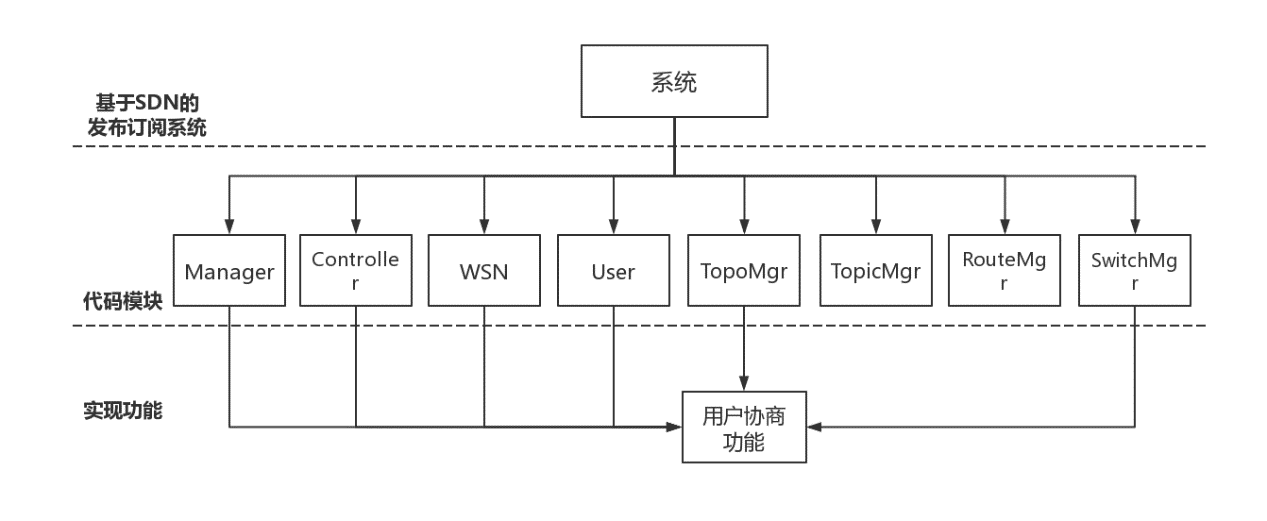 系统
基于SDN的
发布订阅系统
Manager
Controlle
r
WSN
User
TopoMgr
TopicMgr
RouteMg
r
SwitchMg
r
代码模块
实现功能
用户协商
功能